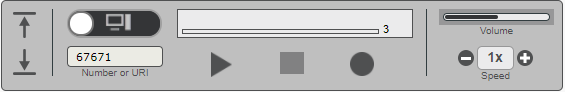 3
Volume
67671
Number or URI
1x
Speed